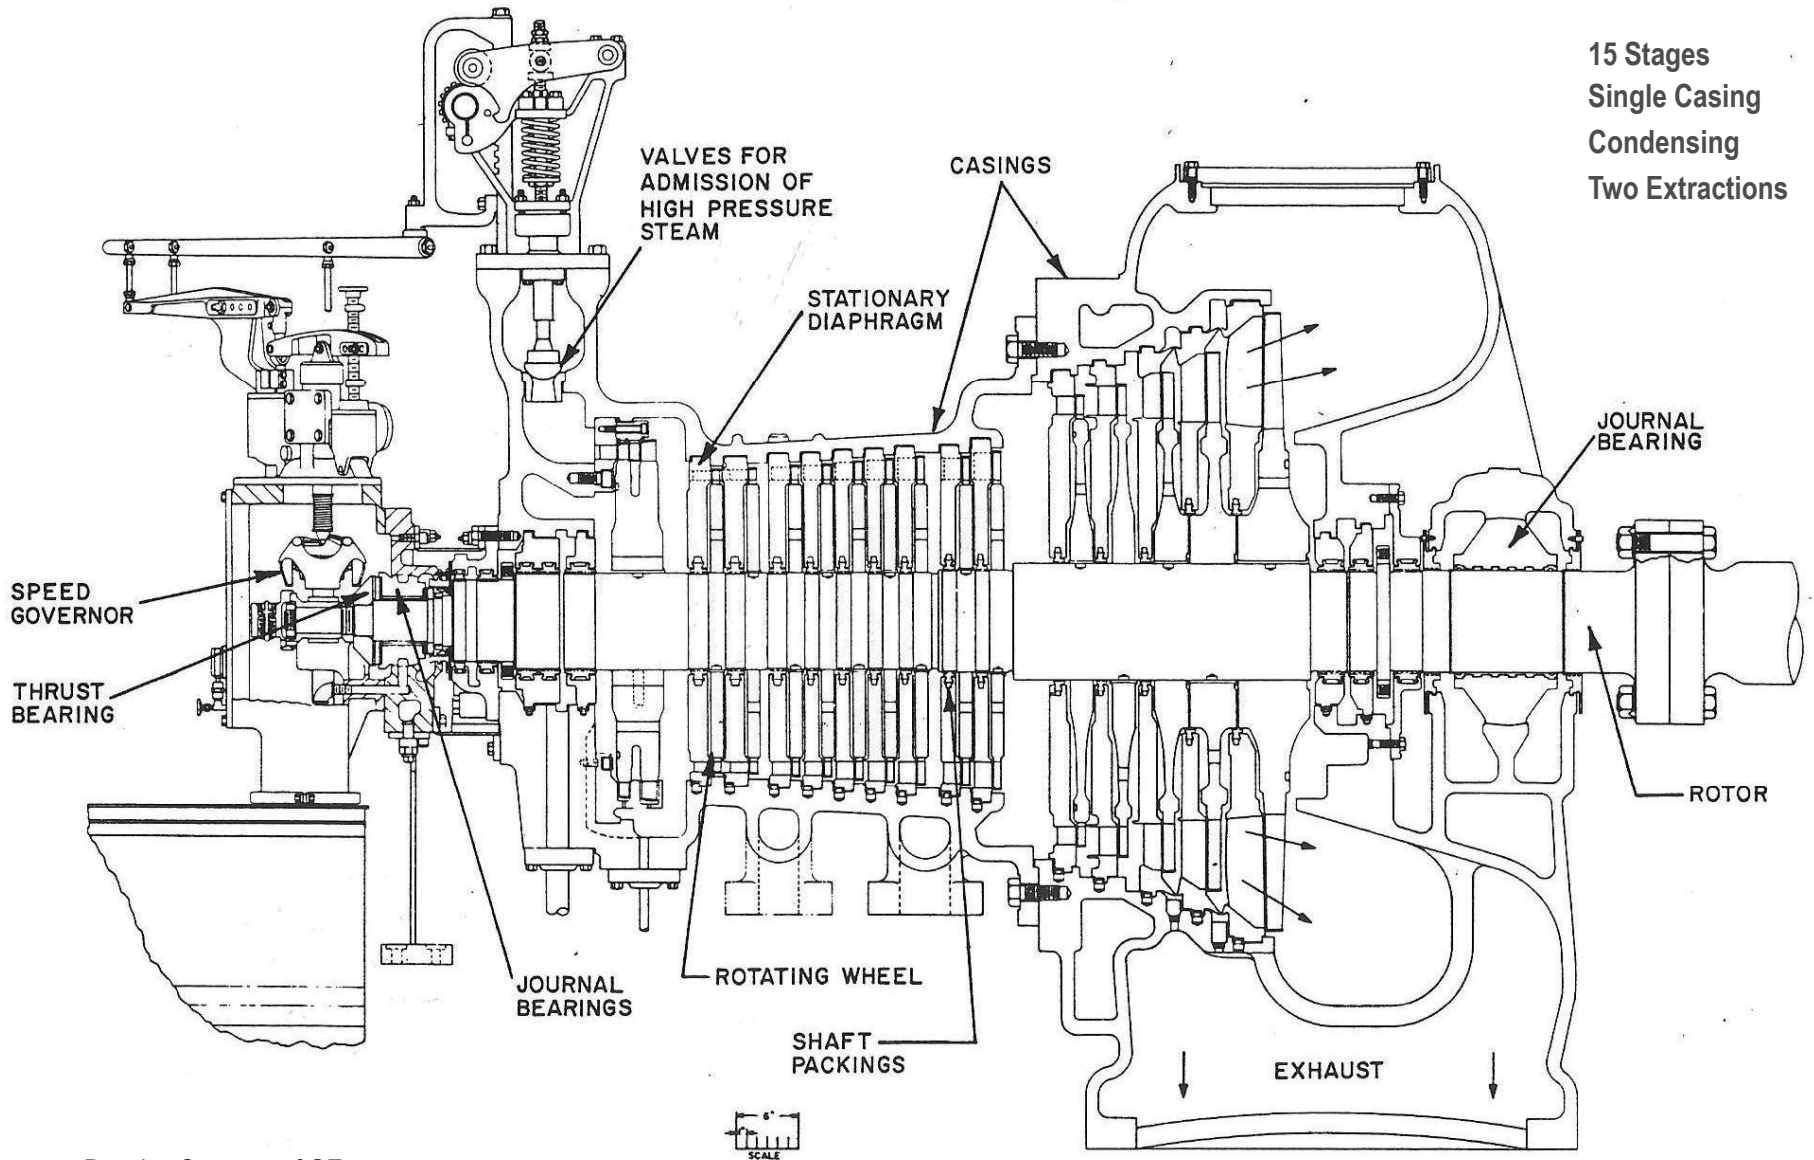 15 Stages
Single Casing
Condensing
Two Extractions
VALVES FOR
ADMISSION OF
HIGH PRESSURE
STEAM
CASINGS
STATIONARY
DIAPHRAGM
JOURNAL
BEARING
SPEED
GOVERNOR
THRUST
BEARING
ROTOR
JOURNAL
BEARINGS
ROTATING WHEEL
SHAFT
PACKINGS
EXHAUST
6"
SCALE